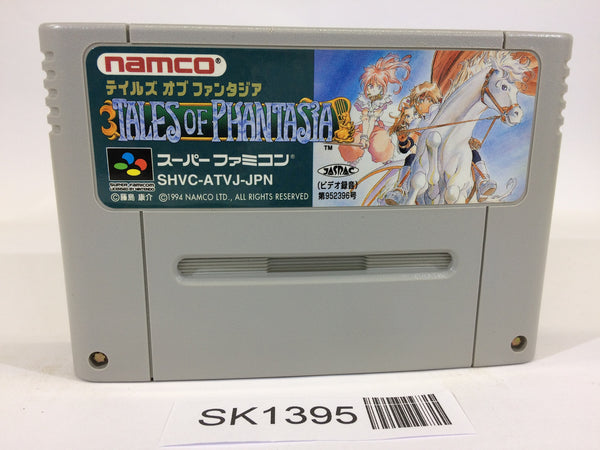 namco®
テイルズ オブ ファンタジア
TALES OF PHANTASIA
TM
スーパーファミコン®
SHVC-ATVJ-JPN
©藤島 康介 ©1994 NAMCO LTD., ALL RIGHTS RESERVED
JASRAC
(ビデオ録音)
第952396号
SK1395